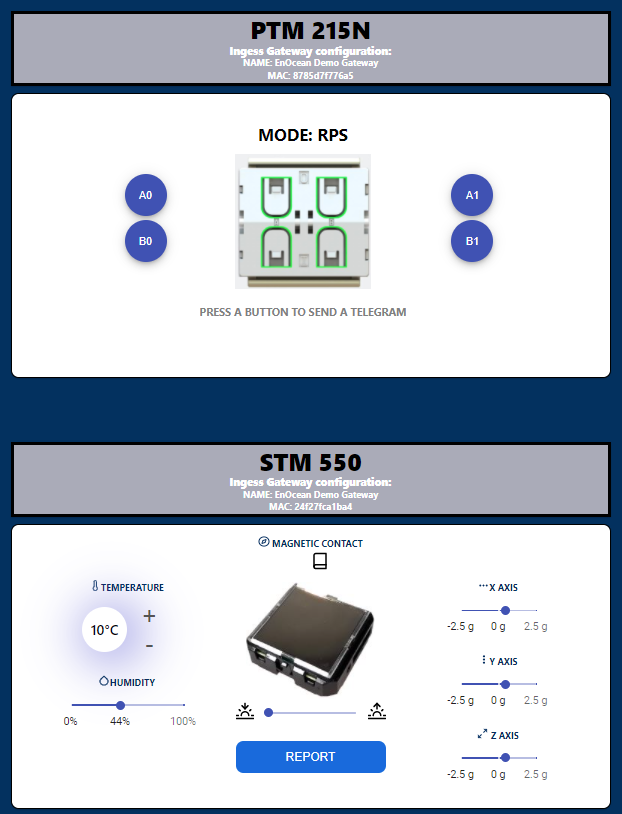 PTM 215N
Ingess Gateway configuration:
NAME: EnOcean Demo Gateway
MAC: 8785d7f776a5
MODE: RPS
A0
A1
B0
B1
PRESS A BUTTON TO SEND A TELEGRAM
STM 550
Ingess Gateway configuration:
NAME: EnOcean Demo Gateway
MAC: 24f27fca1ba4
MAGNETIC CONTACT
TEMPERATURE
10°C
+
-
HUMIDITY
0% 44% 100%
REPORT
X AXIS
-2.5 g 0 g 2.5 g
Y AXIS
-2.5 g 0 g 2.5 g
Z AXIS
-2.5 g 0 g 2.5 g